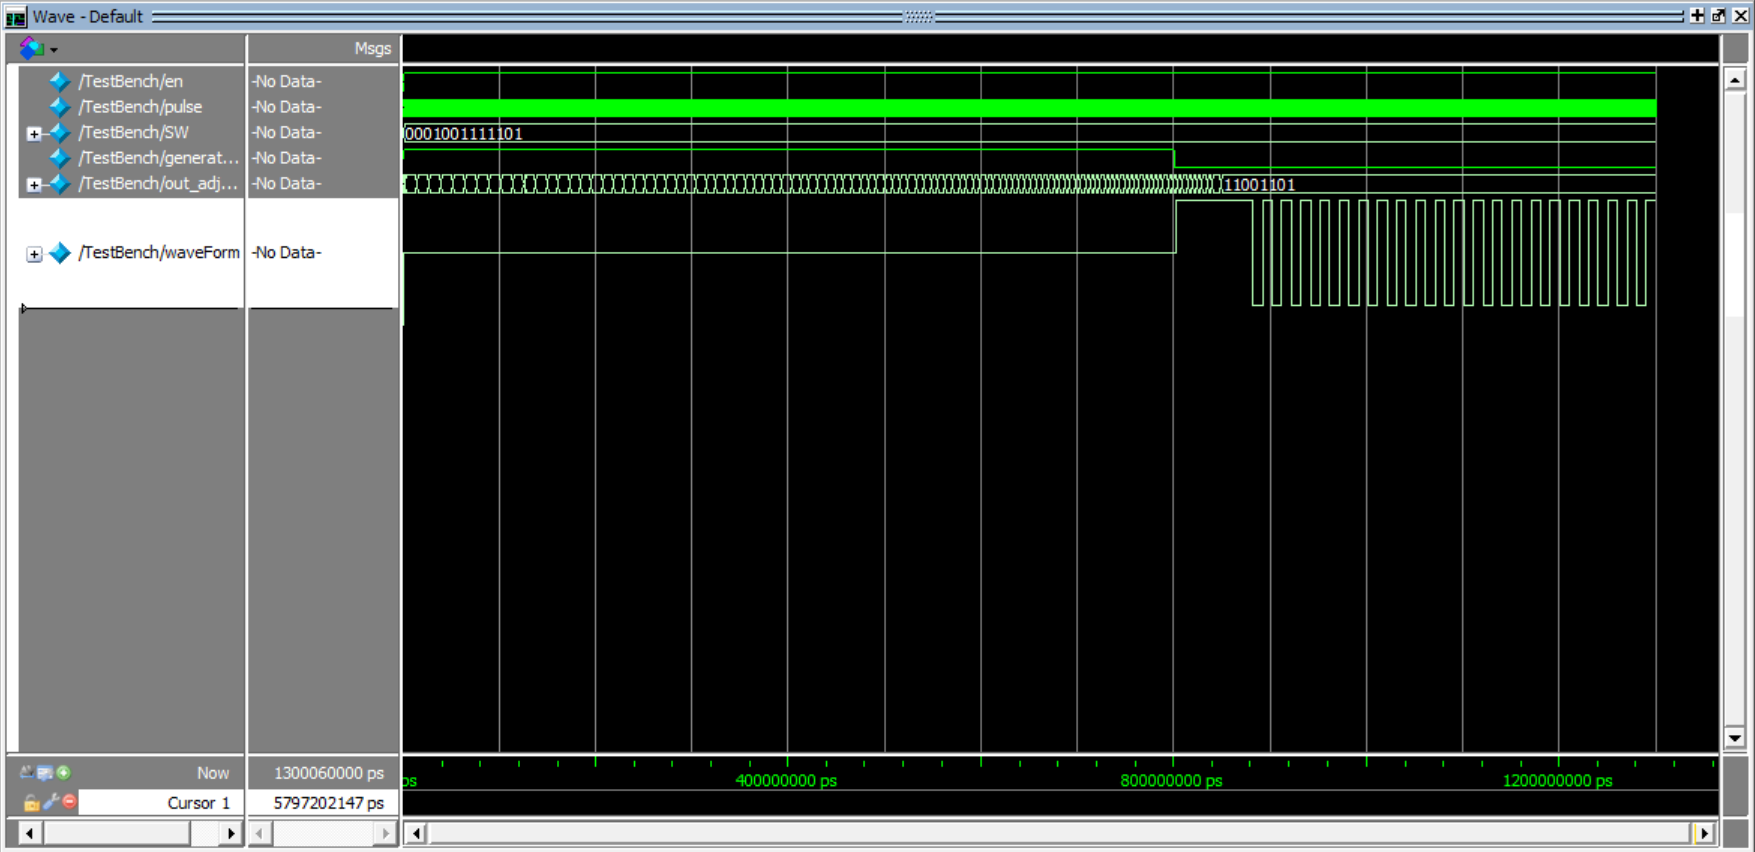 Wave - Default
Msgs
/TestBench/en -No Data-
/TestBench/pulse -No Data-
/TestBench/SW -No Data- 0001001111101
/TestBench/generat... -No Data-
/TestBench/out_adj... -No Data- 11001101
/TestBench/waveForm -No Data-
Now 1300060000 ps ps 400000000 ps 800000000 ps 1200000000 ps
Cursor 1 5797202147 ps